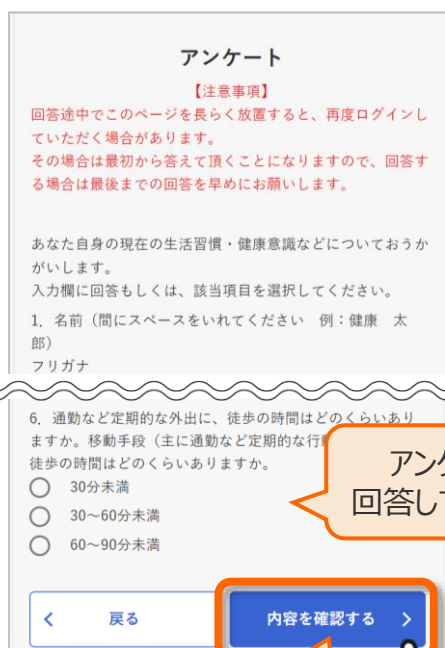 アンケート
【注意事項】
回答途中でこのページを長らく放置すると、再度ログインし
ていただく場合があります。
その場合は最初から答えて頂くことになりますので、回答す
る場合は最後までの回答を早めにお願いします。
あなた自身の現在の生活習慣・健康意識などについておうか
がいします。
入力欄に回答もしくは、該当項目を選択してください。
1. 名前（間にスペースをいれてください 例：健康 太
郎）
フリガナ
6. 通勤など定期的な外出に、徒歩の時間はどのくらいあり
ますか。移動手段（主に通勤など定期的な行
徒歩の時間はどのくらいありますか。
アン
回答し
30分未満
30～60分未満
60～90分未満
戻る
内容を確認する